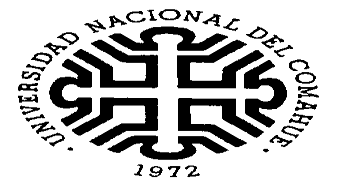 · UNIVERSIDAD NACIONAL DEL COMAHUE ·
1972